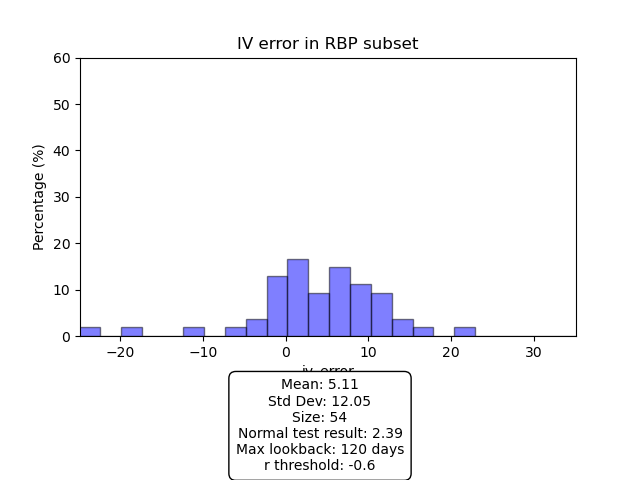 IV error in RBP subset
60
50
40
30
20
10
0
Percentage (%)
−20
−10
0
10
20
30
iv_error
Mean: 5.11
Std Dev: 12.05
Size: 54
Normal test result: 2.39
Max lookback: 120 days
r threshold: -0.6